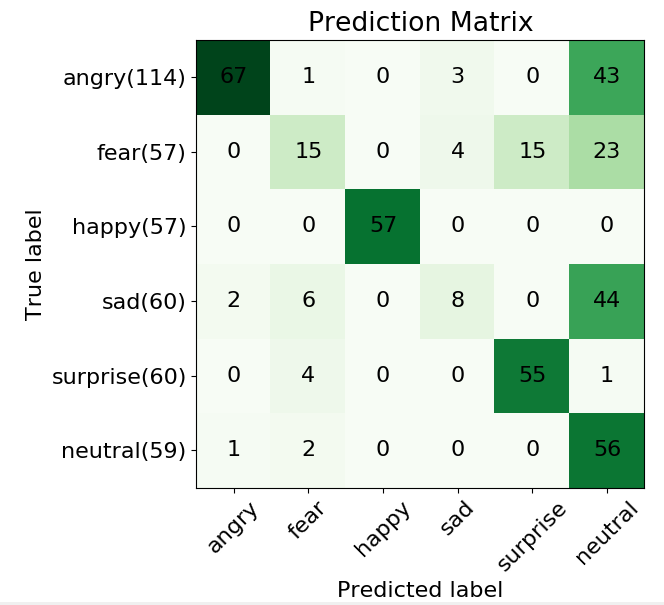 Prediction Matrix
angry(114) 67 1 0 3 0 43
fear(57) 0 15 0 4 15 23
happy(57) 0 0 57 0 0 0
sad(60) 2 6 0 8 0 44
surprise(60) 0 4 0 0 55 1
neutral(59) 1 2 0 0 0 56
True label
angry fear happy sad surprise neutral
Predicted label